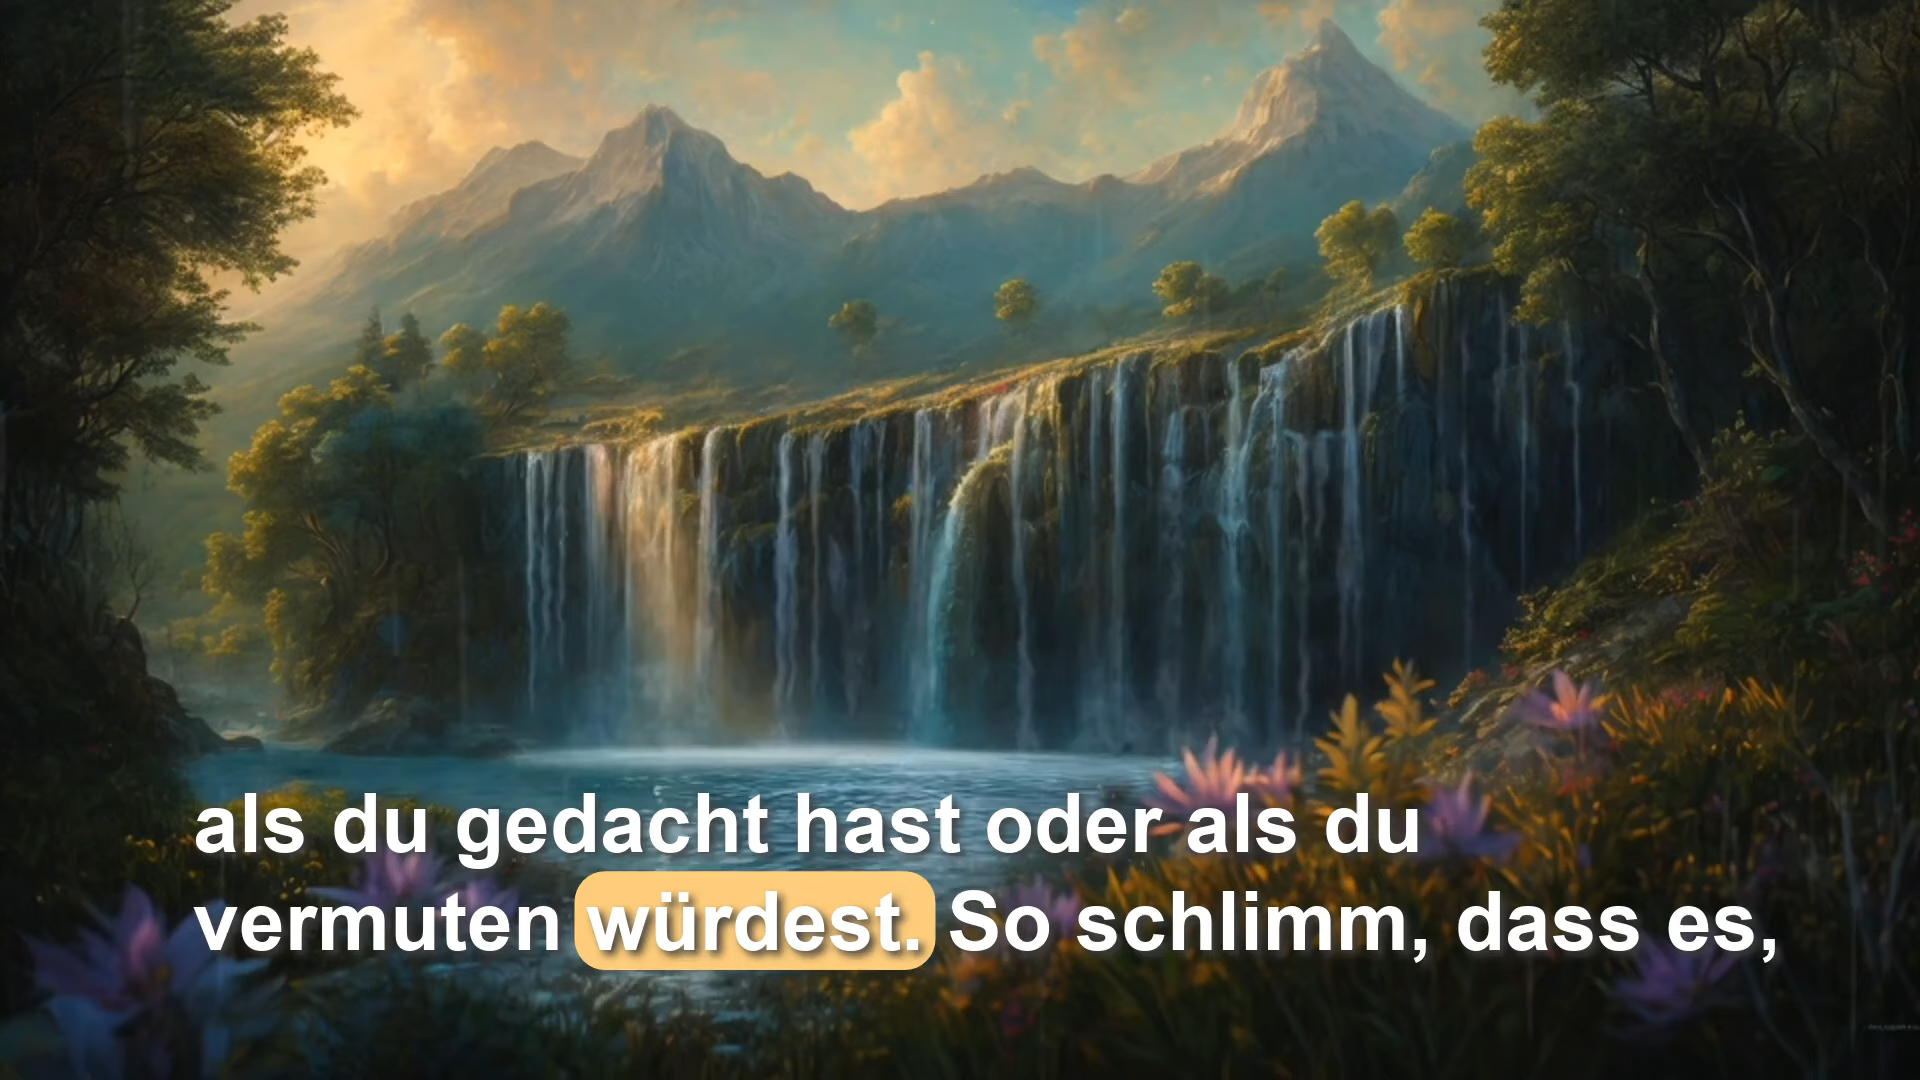 als du gedacht hast oder als du
vermuten würdest. So schlimm, dass es,